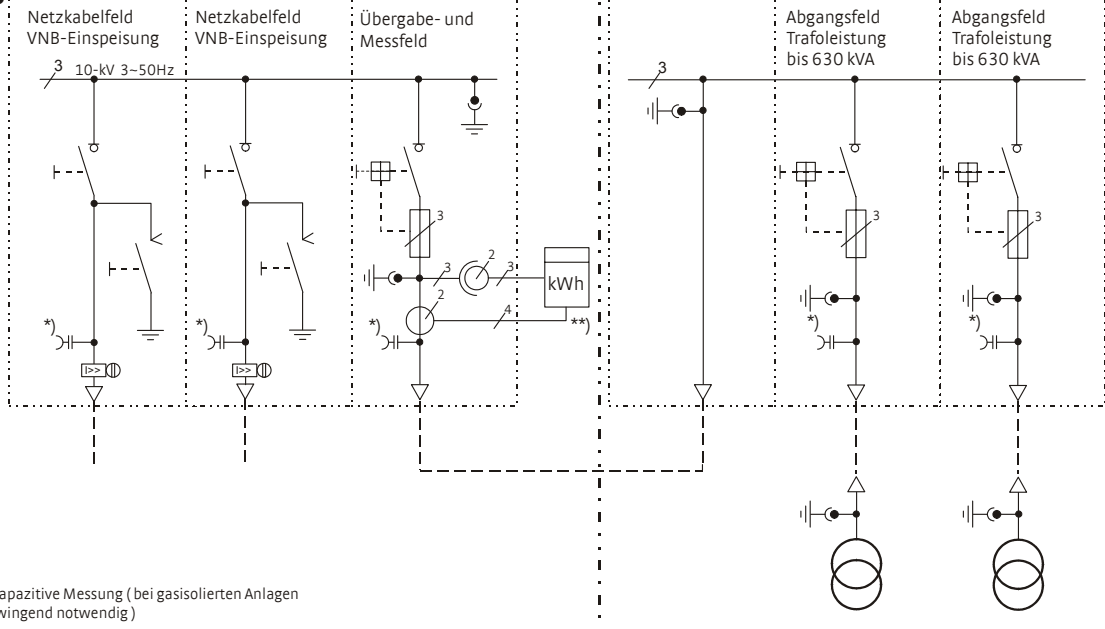 Netzkabelfeld
VNB-Einspeisung
Netzkabelfeld
VNB-Einspeisung
Übergabe- und
Messfeld
Abgangsfeld
Trafoleistung
bis 630 kVA
Abgangsfeld
Trafoleistung
bis 630 kVA
3 10-kV 3~50Hz
3
3
3
3
3
2
3
kWh
2
4
*)
*)
*)
**)
*)
*)
I>>
I>>
apazitive Messung ( bei gasisolierten Anlagen
wingend notwendig )